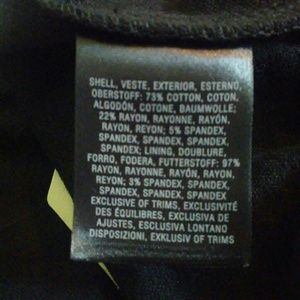 SHELL, VESTE, EXTERIOR, ESTERNO,
OBERSTOFF: 73% COTTON, COTON,
ALGODÓN, COTONE, BAUMWOLLE;
22% RAYON, RAYONNE, RAYÓN,
RAYON, REYON; 5% SPANDEX,
SPANDEX, SPANDEX, SPANDEX,
SPANDEX; LINING, DOUBLURE,
FORRO, FODERA, FUTTERSTOFF: 97%
RAYON, RAYONNE, RAYÓN, RAYON,
REYON; 3% SPANDEX, SPANDEX,
SPANDEX, SPANDEX, SPANDEX
EXCLUSIVE OF TRIMS, EXCLUSIVITÉ
DES ÉQUILIBRES, EXCLUSIVA DE
AJUSTES, ESCLUSIVA LONTANO
DISPOSIZIONI, EXKLUSIV OF TRIMS